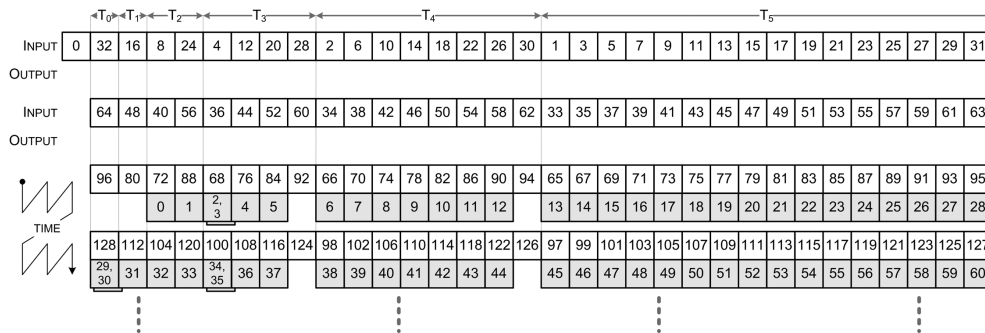 T₀ T₁ T₂ T₃ T₄ T₅
INPUT 0 32 16 8 24 4 12 20 28 2 6 10 14 18 22 26 30 1 3 5 7 9 11 13 15 17 19 21 23 25 27 29 31
OUTPUT
INPUT 64 48 40 56 36 44 52 60 34 38 42 46 50 54 58 62 33 35 37 39 41 43 45 47 49 51 53 55 57 59 61 63
OUTPUT
96 80 72 88 68 76 84 92 66 70 74 78 82 86 90 94 65 67 69 71 73 75 77 79 81 83 85 87 89 91 93 95
0 1 2, 3 4 5 6 7 8 9 10 11 12 13 14 15 16 17 18 19 20 21 22 23 24 25 26 27 28
TIME
128 112 104 120 100 108 116 124 98 102 106 110 114 118 122 126 97 99 101 103 105 107 109 111 113 115 117 119 121 123 125 127
29, 30 31 32 33 34, 35 36 37 38 39 40 41 42 43 44 45 46 47 48 49 50 51 52 53 54 55 56 57 58 59 60